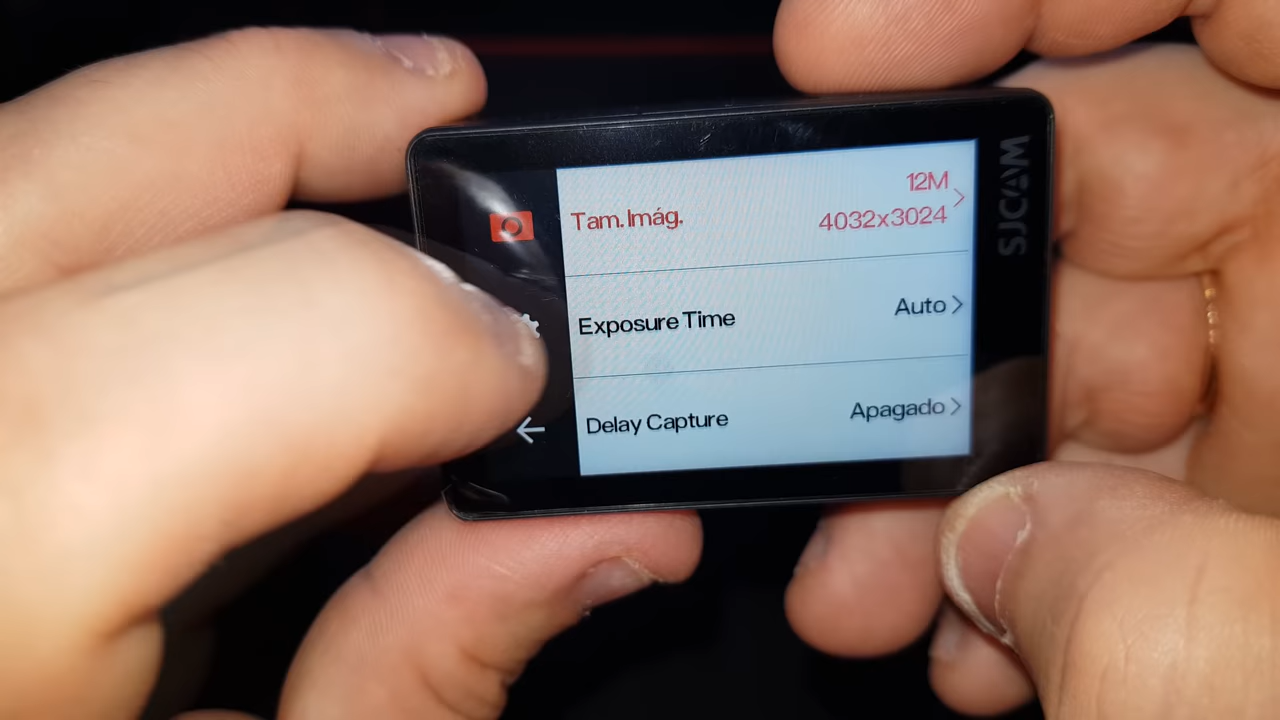 12M
Tam.Imág. 4032x3024
Exposure Time Auto
Delay Capture Apagado
SJCAM